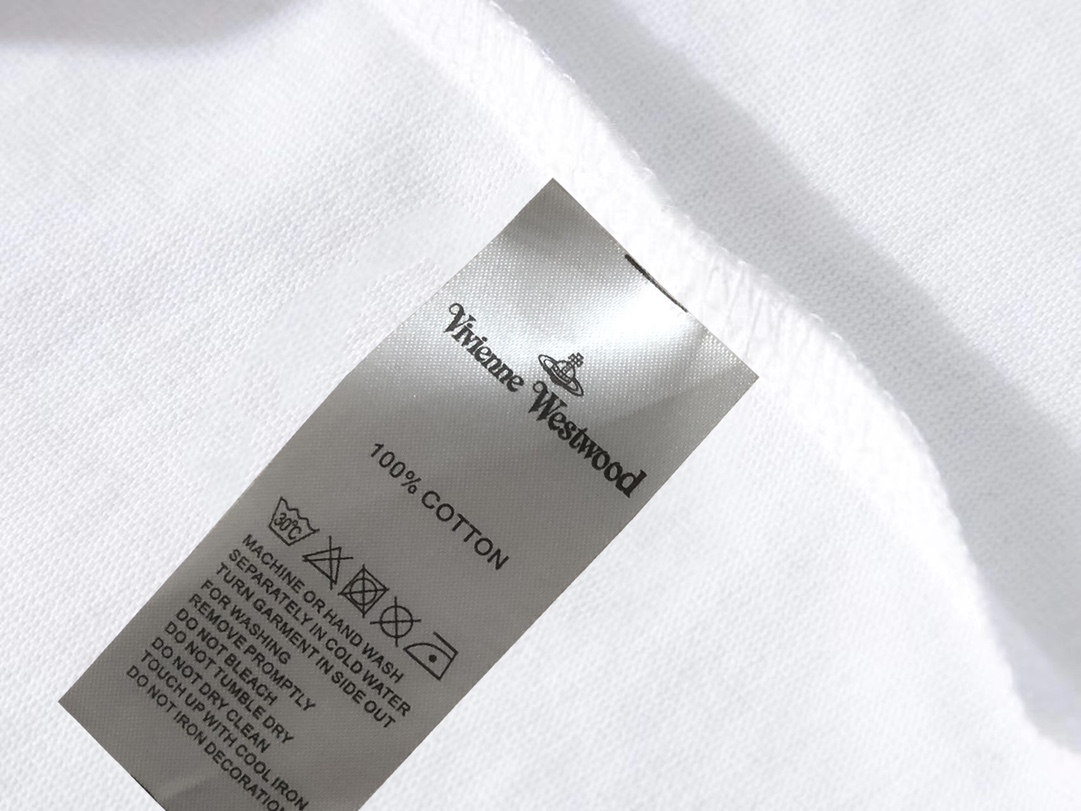 Vivienne Westwood
100% COTTON
30°C
MACHINE OR HAND WASH
SEPARATELY IN COLD WATER
TURN GARMENT IN SIDE OUT
FOR WASHING
REMOVE PROMPTLY
DO NOT BLEACH
DO NOT TUMBLE DRY
DO NOT DRY CLEAN
TOUCH UP WITH COOL IRON
DO NOT IRON DECORATION